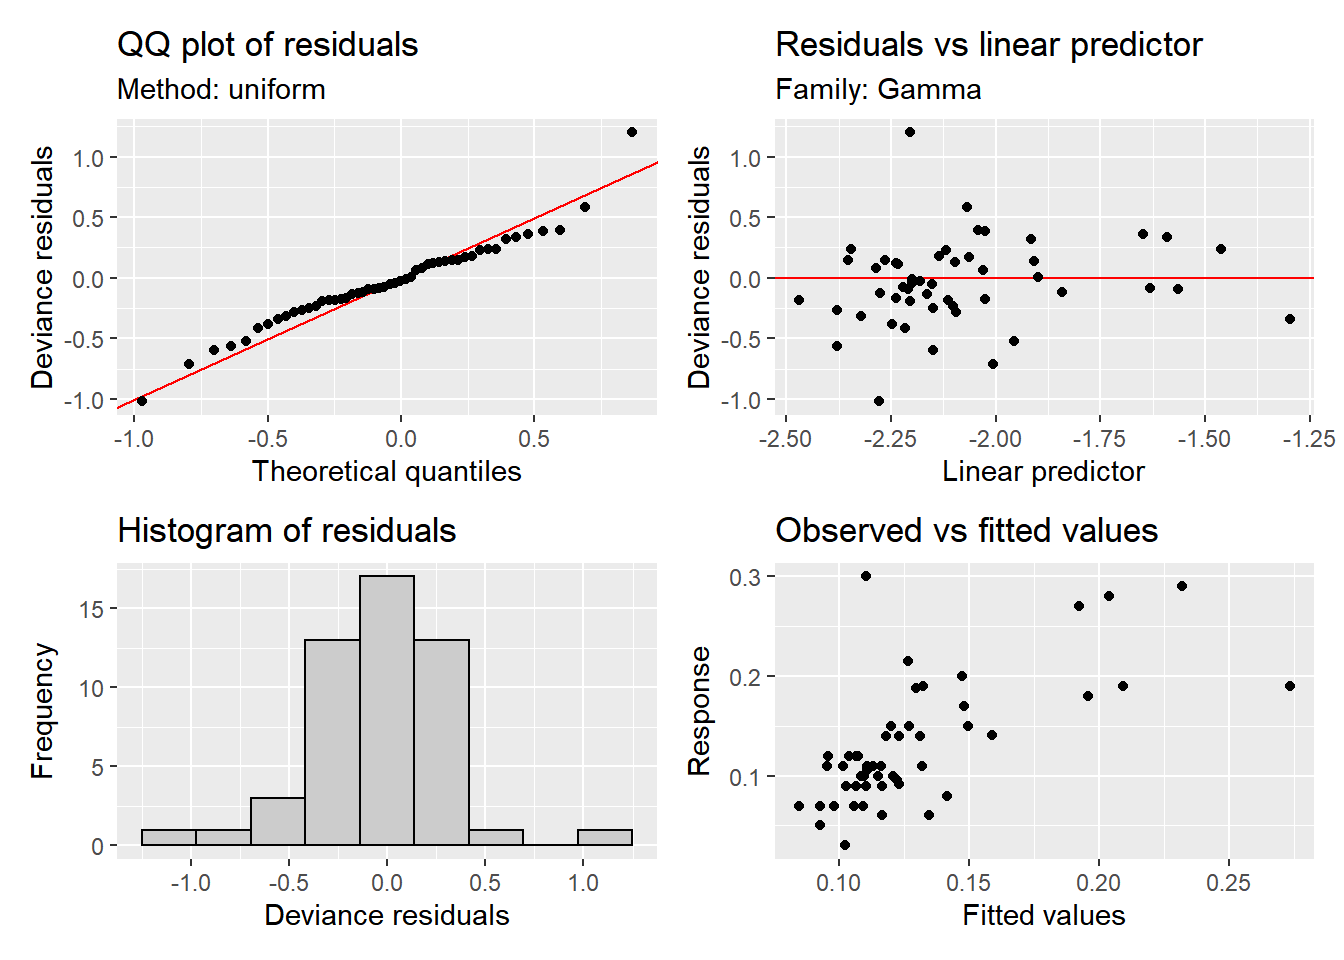 QQ plot of residuals
Method: uniform
Deviance residuals
1.0
0.5
0.0
-0.5
-1.0
-1.0
-0.5
0.0
0.5
Theoretical quantiles
Residuals vs linear predictor
Family: Gamma
Deviance residuals
1.0
0.5
0.0
-0.5
-1.0
-2.50
-2.25
-2.00
-1.75
-1.50
-1.25
Linear predictor
Histogram of residuals
Frequency
15
10
5
0
-1.0
-0.5
0.0
0.5
1.0
Deviance residuals
Observed vs fitted values
Response
0.3
0.2
0.1
0.10
0.15
0.20
0.25
Fitted values